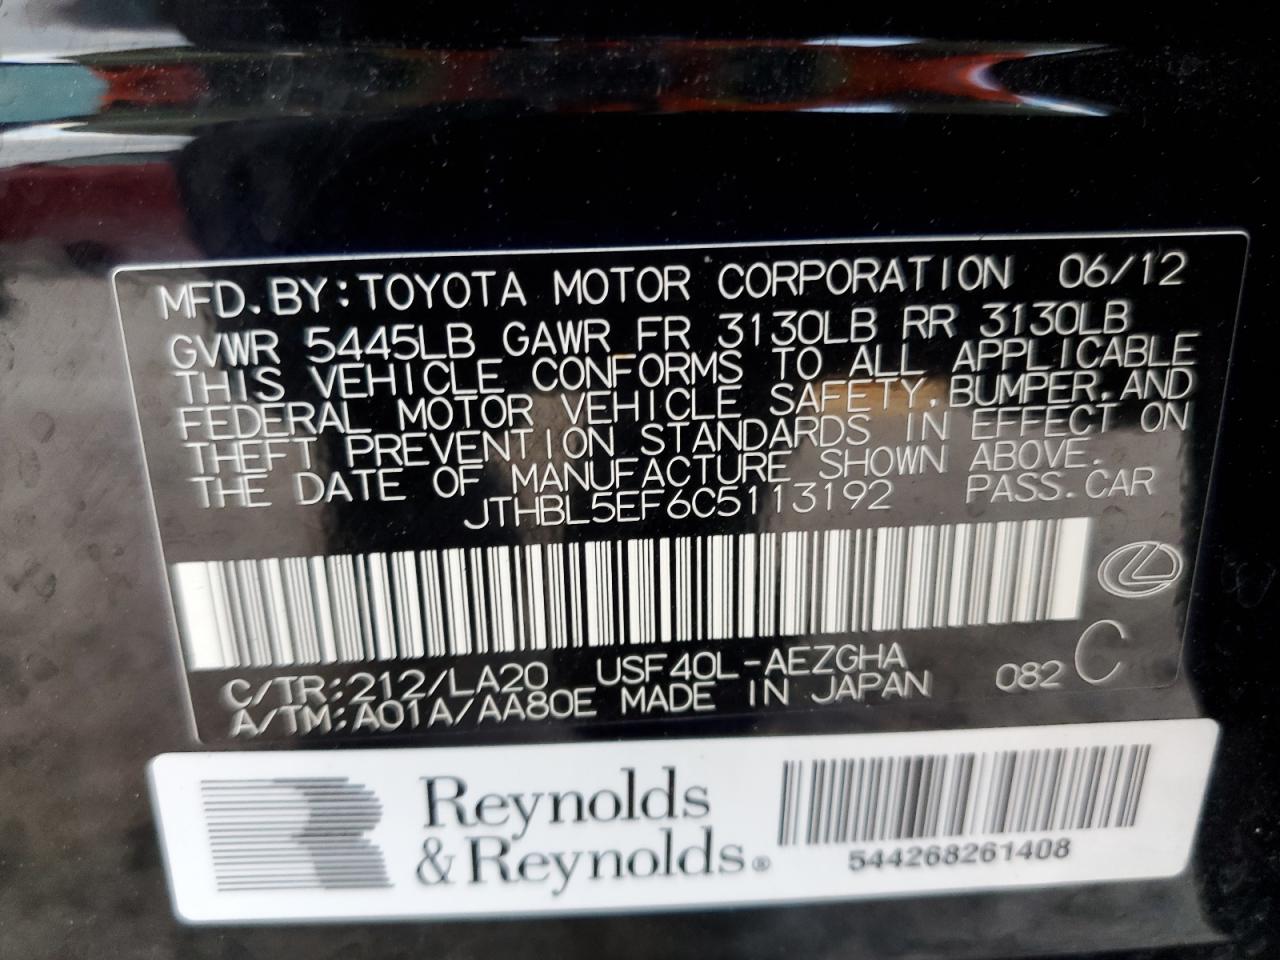 MFD. BY: TOYOTA MOTOR CORPORATION 06/12
GVWR 5445LB GAWR FR 3130LB RR 3130LB
THIS VEHICLE CONFORMS TO ALL APPLICABLE
FEDERAL MOTOR VEHICLE SAFETY, BUMPER, AND
THEFT PREVENTION STANDARDS IN EFFECT ON
THE DATE OF MANUFACTURE SHOWN ABOVE.
JTHBL5EF6C5113192 PASS. CAR
C/TR: 212/LA20 USF40L-AEZGHA 082 C
A/TM: A01A/AA80E MADE IN JAPAN
Reynolds
& Reynolds®
544268261408